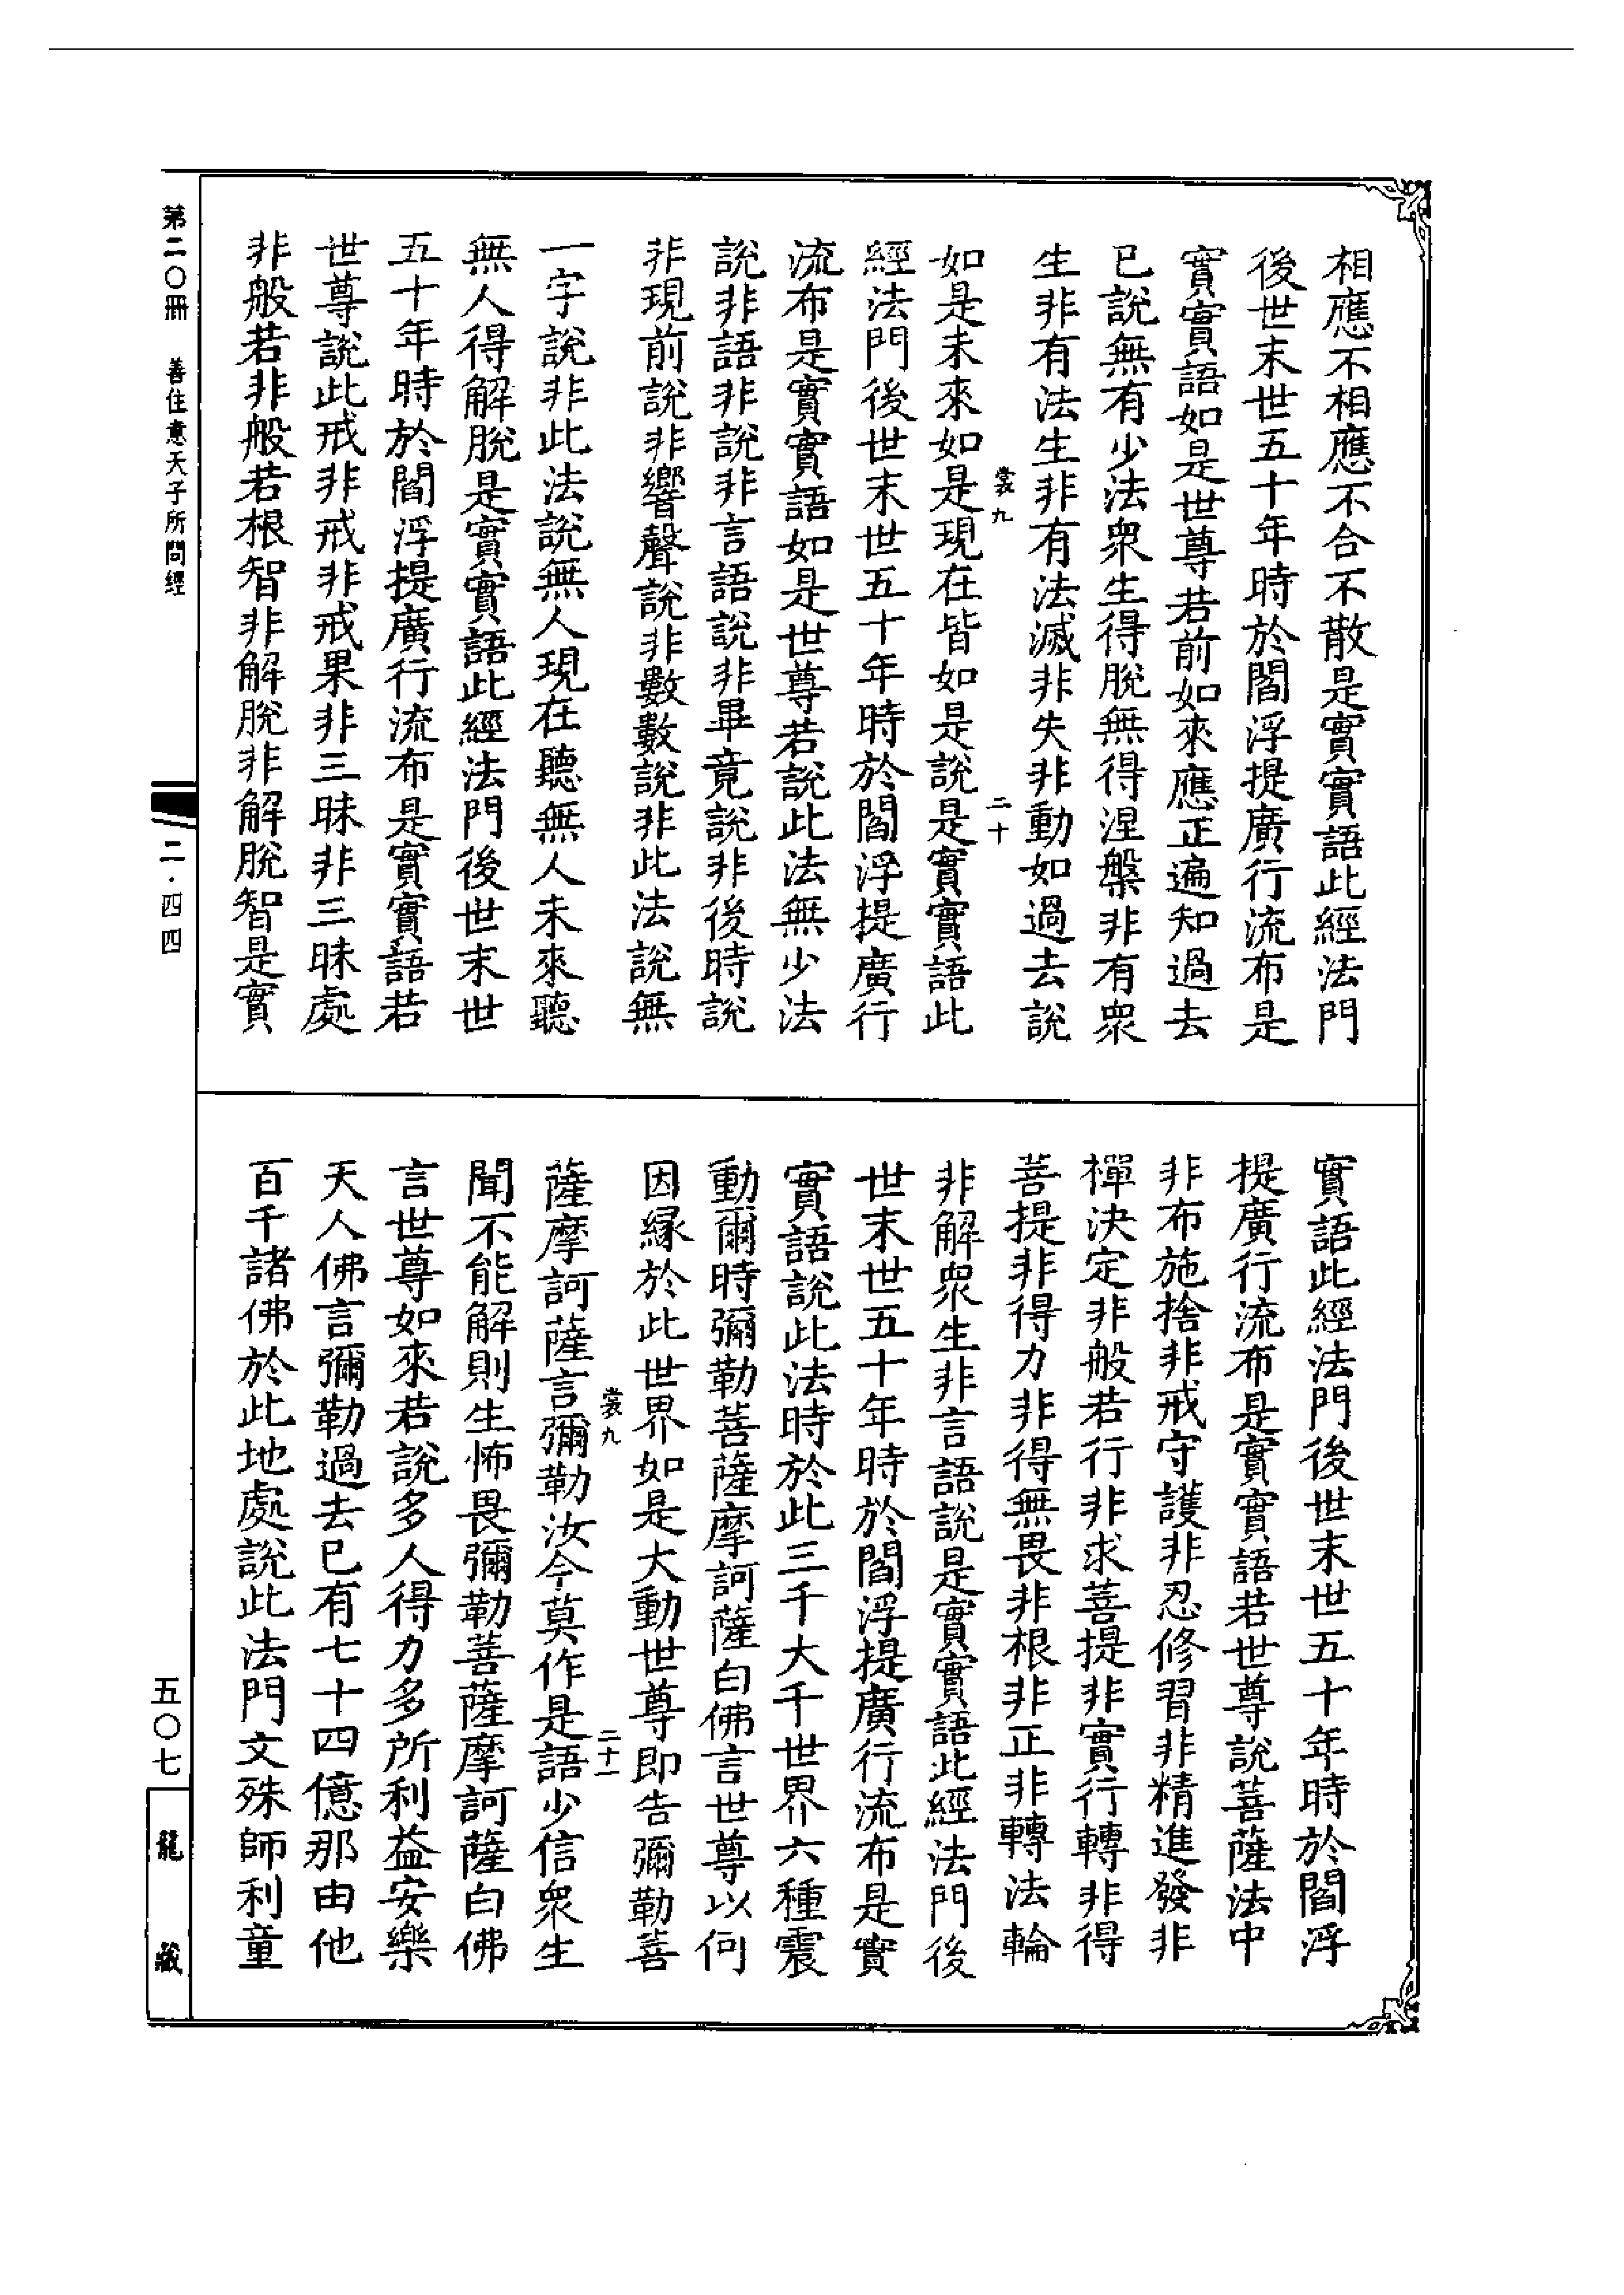 相應不相應不合不散是實實語此經法門
後世末世五十年時於閻浮提廣行流布是
實實語如是世尊若前如來應正遍知過去
已說無有少法衆生得脫無得涅槃非有衆
生非有法生非有法滅非失非動如過去說
裳九
二十
如是未來如是現在皆如是說是實實語此
經法門後世末世五十年時於閻浮提廣行
流布是實實語如是世尊若說此法無少法
說非語非說非言語說非畢竟說非後時說
非現前說非響聲說非數數說非此法說無
一字說非此法說無人現在聽無人未來聽
無人得解脫是實實語此經法門後世末世
五十年時於閻浮提廣行流布是實實語若
世尊說此戒非戒非戒果非三昧非三昧處
非般若非般若根智非解脫非解脫智是實
實語此經法門後世末世五十年時於閻浮
提廣行流布是實實語若世尊說菩薩法中
非布施捨非戒守護非忍修習非精進發非
禪決定非般若行非求菩提非實行轉非得
菩提非得力非得無畏非根非正非轉法輪
非解衆生非言語說是實實語此經法門後
世末世五十年時於閻浮提廣行流布是實
實語說此法時於此三千大千世界六種震
動爾時彌勒菩薩摩訶薩白佛言世尊以何
因緣於此世界如是大動世尊即告彌勒菩
裳九
二十一
薩摩訶薩言彌勒汝今莫作是語少信衆生
聞不能解則生怖畏彌勒菩薩摩訶薩白佛
言世尊如來若說多人得力多所利益安樂
天人佛言彌勒過去已有七十四億那由他
百千諸佛於此地處說此法門文殊師利童
第二〇冊 善住意天子所問經
二·四四
五〇七
龍藏